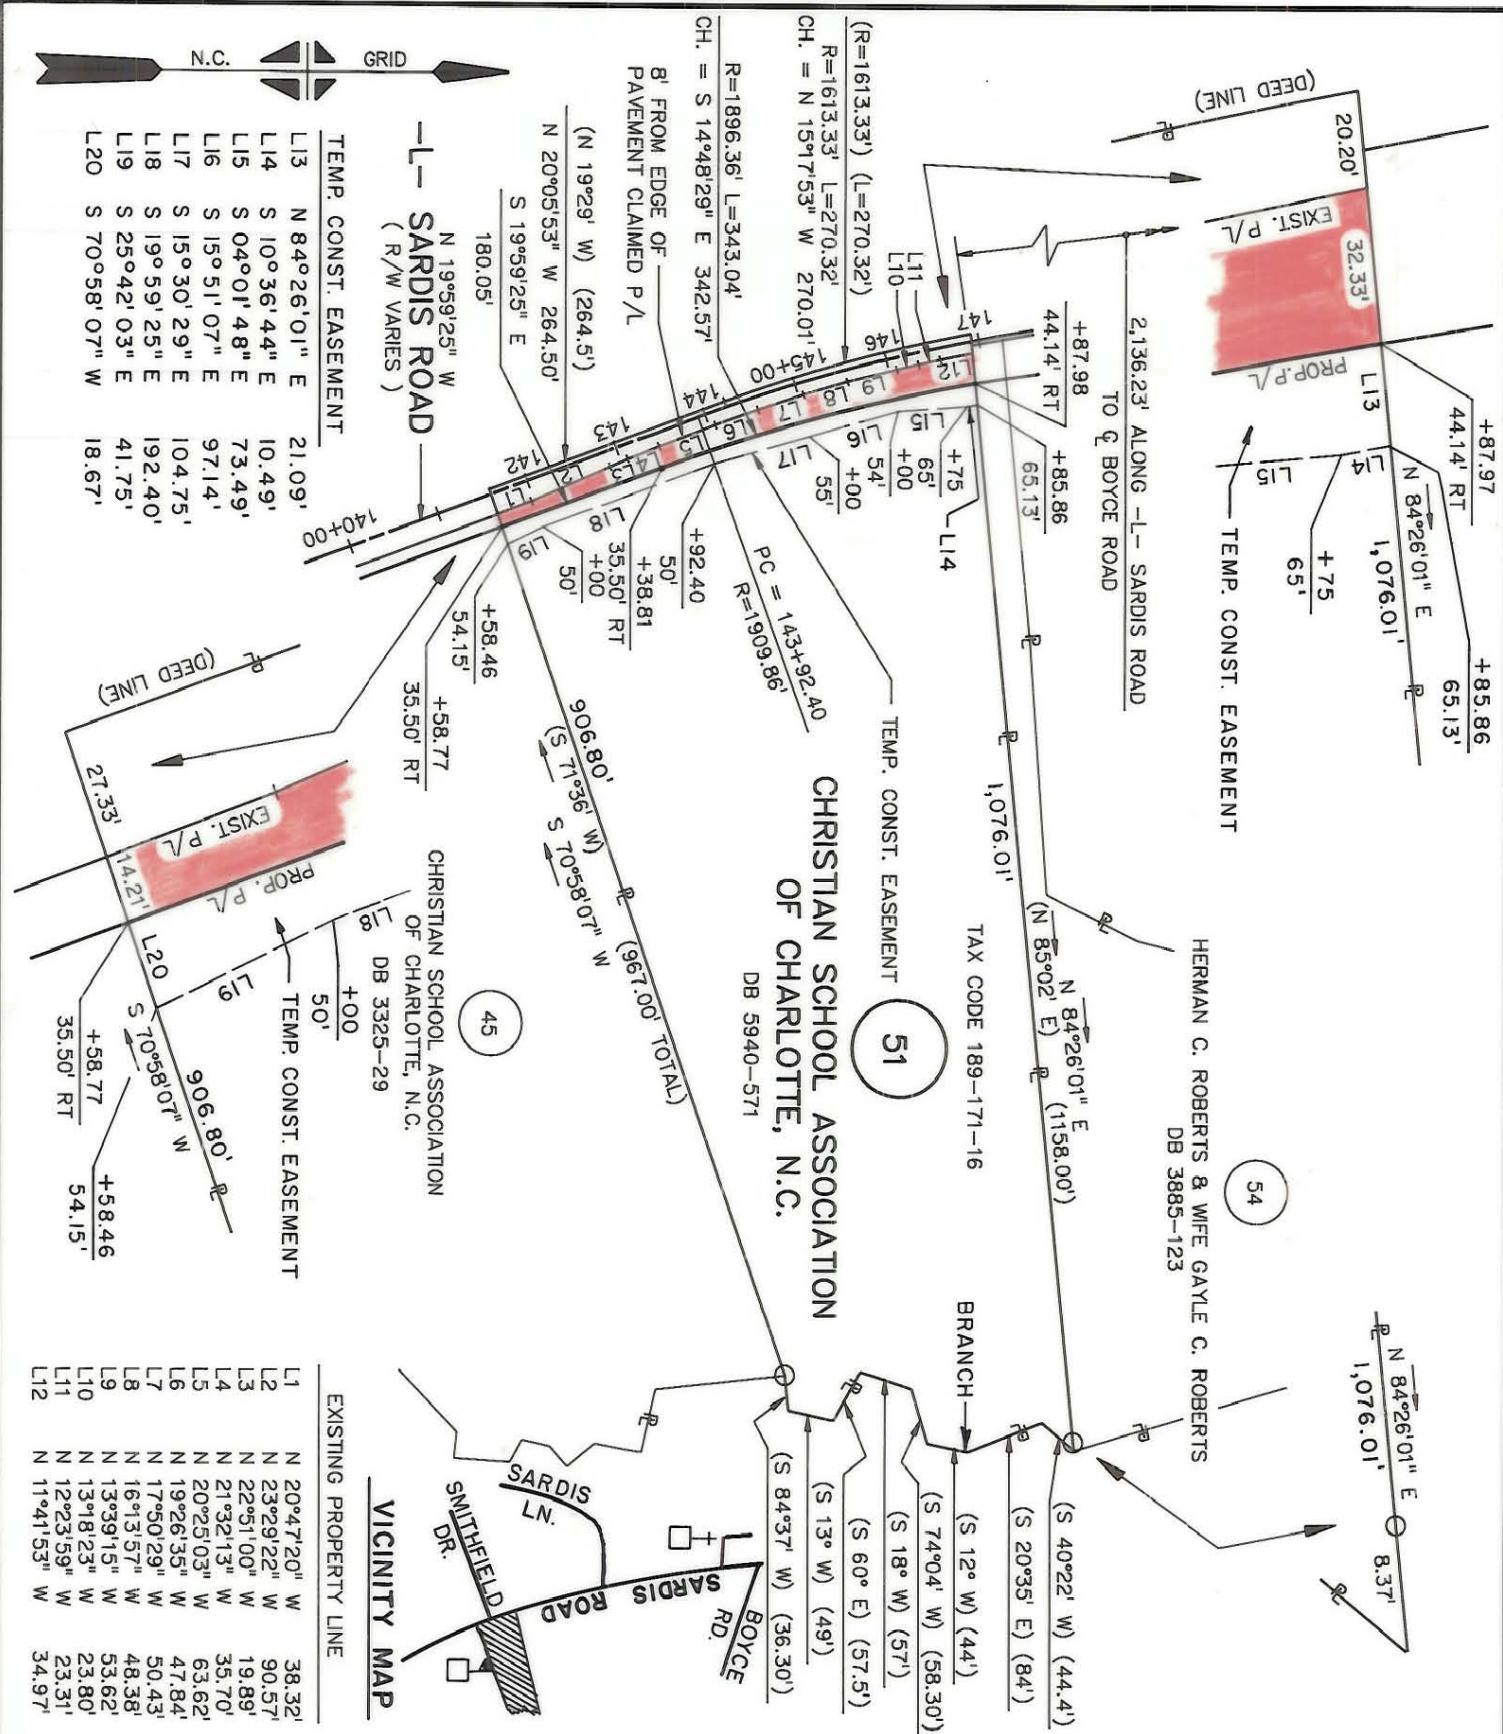 (DEED LINE)
20.20'
EXIST. P/L
32.33'
PROP. P/L
L13
+87.97
44.14' RT
L14
L15
N 84°26'01" E
1,076.01'
+75
65'
+85.86
65.13'
TEMP. CONST. EASEMENT
2,136.23' ALONG -L- SARDIS ROAD
TO ℄ BOYCE ROAD
+87.98
44.14' RT
(R=1613.33') (L=270.32')
R=1613.33' L=270.32'
CH. = N 15°17'53" W 270.01'
R=1896.36' L=343.04'
CH. = S 14°48'29" E 342.57'
8' FROM EDGE OF
PAVEMENT CLAIMED P/L
(N 19°29' W) (264.5')
N 20°05'53" W 264.50'
S 19°59'25" E
180.05'
N 19°59'25" W
-L- SARDIS ROAD
( R/W VARIES )
N.C. GRID
TEMP. CONST. EASEMENT
L13 N 84°26'01" E 21.09'
L14 S 10°36'44" E 10.49'
L15 S 04°01'48" E 73.49'
L16 S 15°51'07" E 97.14'
L17 S 15°30'29" E 104.75'
L18 S 19°59'25" E 192.40'
L19 S 25°42'03" E 41.75'
L20 S 70°58'07" W 18.67'
147
146
145+00
144
143
142
140+00
L11
L10
L12
L9
L8
L7
L6
L5
L4
L3
L2
L1
L15
L16
L17
L18
L19
L14
+85.86
65.13'
+75
65'
+00
54'
+00
55'
PC = 143+92.40
R=1909.86'
+92.40
50'
+38.81
35.50' RT
+00
50'
+58.46
54.15'
+58.77
35.50' RT
TEMP. CONST. EASEMENT
HERMAN C. ROBERTS & WIFE GAYLE C. ROBERTS
DB 3885-123
54
1,076.01'
N 84°26'01" E
(N 85°02' E) (1158.00')
TAX CODE 189-171-16
51
CHRISTIAN SCHOOL ASSOCIATION
OF CHARLOTTE, N.C.
DB 5940-571
906.80'
(S 71°36' W) (967.00' TOTAL)
S 70°58'07" W
45
CHRISTIAN SCHOOL ASSOCIATION
OF CHARLOTTE, N.C.
DB 3325-29
(DEED LINE)
27.33'
EXIST. P/L
14.21'
PROP. P/L
L18
L19
L20
+00
50'
TEMP. CONST. EASEMENT
S 70°58'07" W
906.80'
+58.77
35.50' RT
+58.46
54.15'
N 84°26'01" E
1,076.01'
8.37'
BRANCH
(S 40°22' W) (44.4')
(S 20°35' E) (84')
(S 12° W) (44')
(S 74°04' W) (58.30')
(S 18° W) (57')
(S 60° E) (57.5')
(S 13° W) (49')
(S 84°37' W) (36.30')
SARDIS
LN.
SMITHFIELD
DR.
SARDIS ROAD
BOYCE
RD.
VICINITY MAP
EXISTING PROPERTY LINE
L1 N 20°47'20" W 38.32'
L2 N 23°29'22" W 90.57'
L3 N 22°51'00" W 19.89'
L4 N 21°32'13" W 35.70'
L5 N 20°25'03" W 63.62'
L6 N 19°26'35" W 47.84'
L7 N 17°50'29" W 50.43'
L8 N 16°13'57" W 48.38'
L9 N 13°39'15" W 53.62'
L10 N 13°18'23" W 23.80'
L11 N 12°23'59" W 23.31'
L12 N 11°41'53" W 34.97'